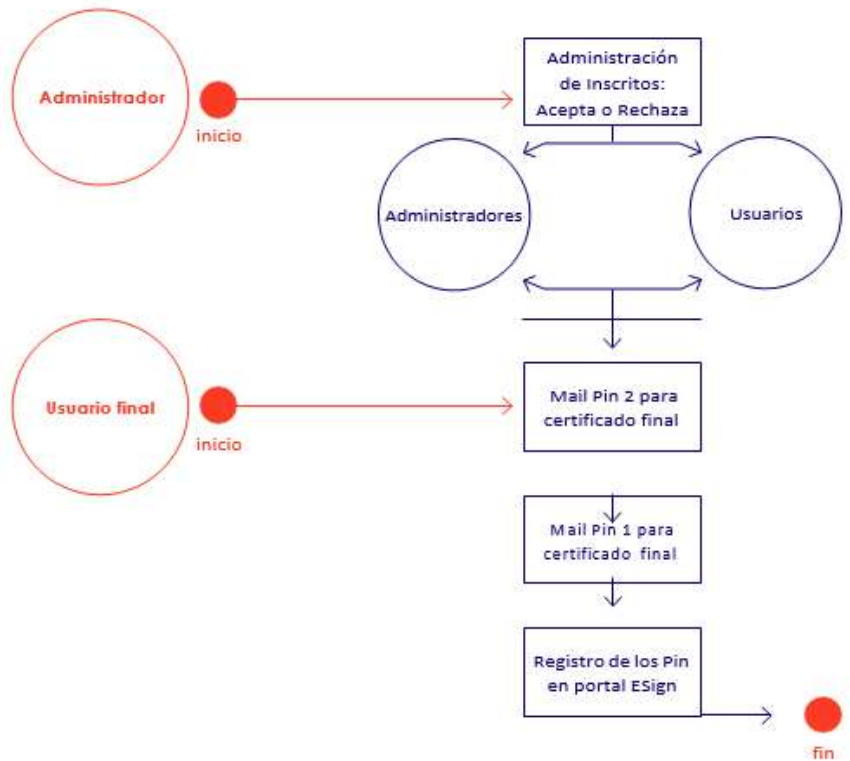 Administrador
inicio
Administración
de Inscritos:
Acepta o Rechaza
Administradores
Usuarios
Usuario final
inicio
Mail Pin 2 para
certificado final
Mail Pin 1 para
certificado final
Registro de los Pin
en portal ESign
fin